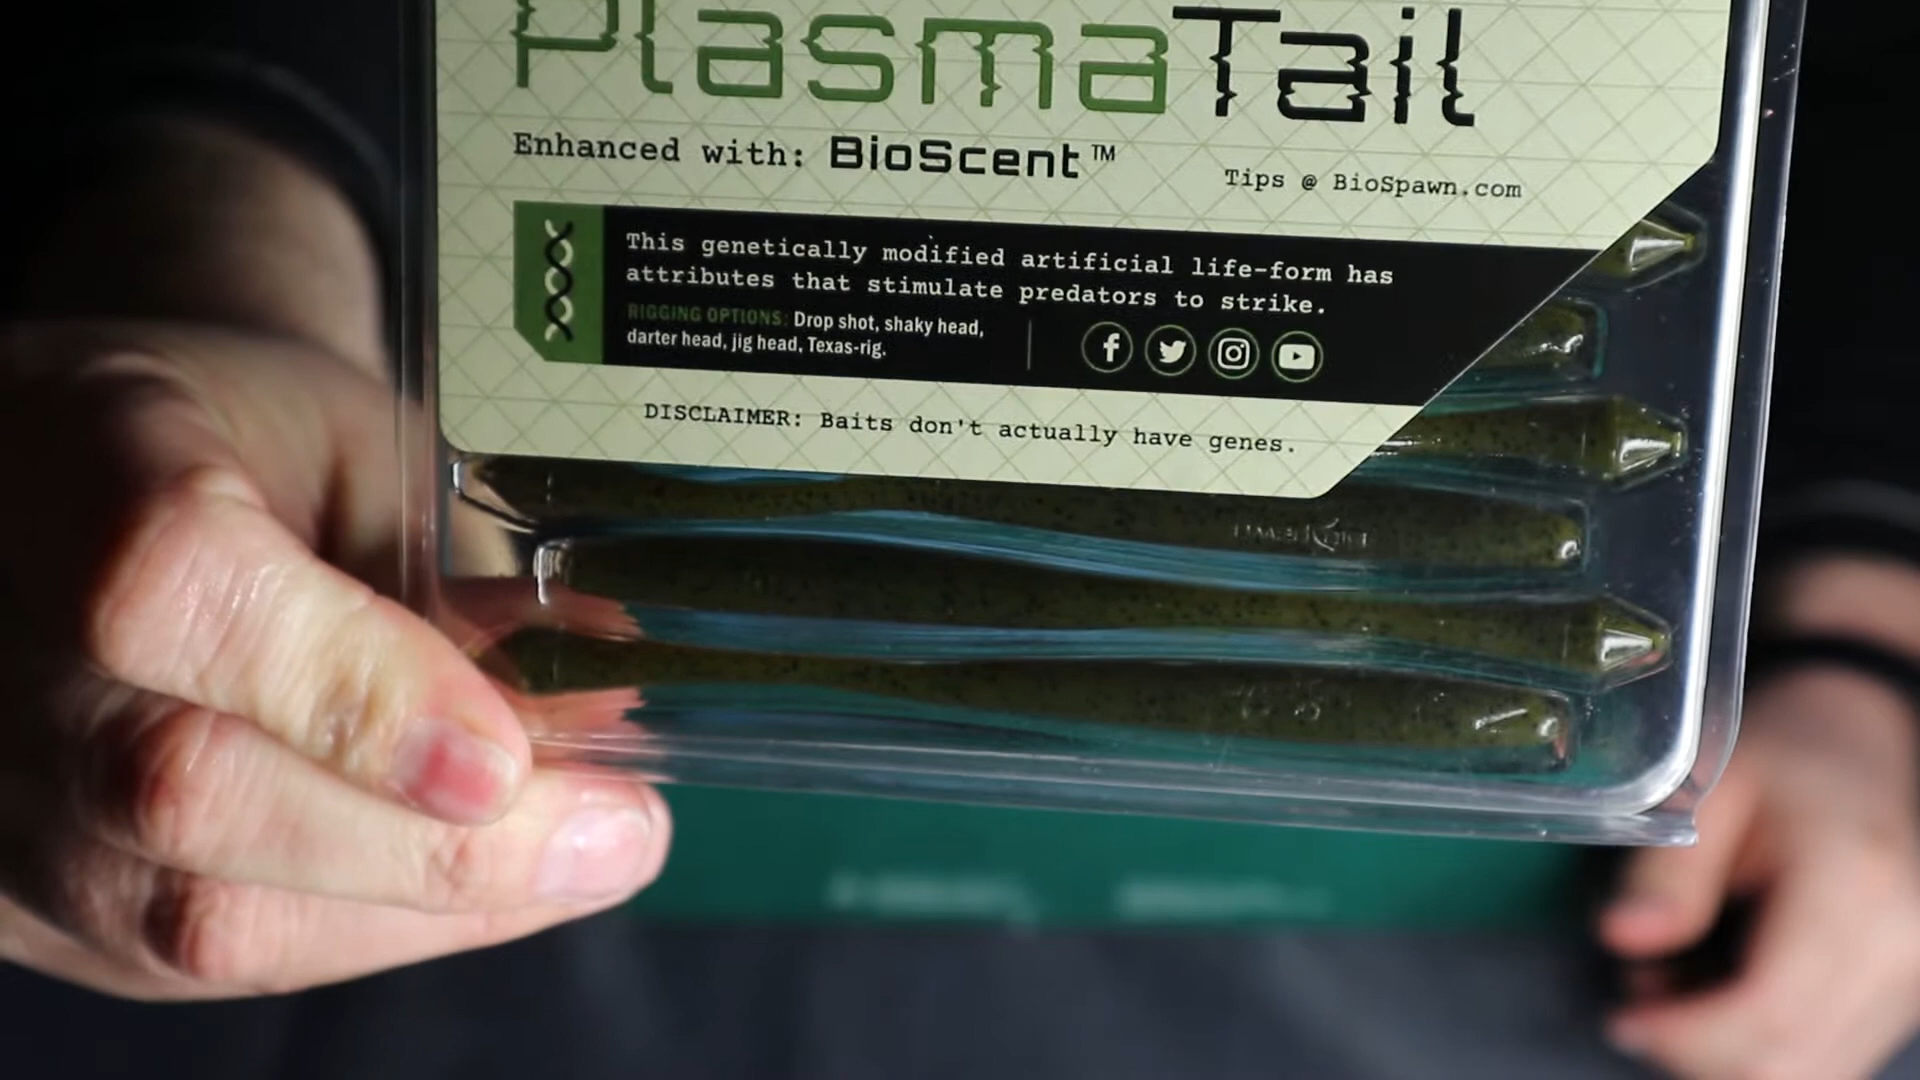 PlasmaTail
Enhanced with: BioScent™
Tips @ BioSpawn.com
This genetically modified artificial life-form has
attributes that stimulate predators to strike.
RIGGING OPTIONS: Drop shot, shaky head,
darter head, jig head, Texas-rig.
DISCLAIMER: Baits don't actually have genes.